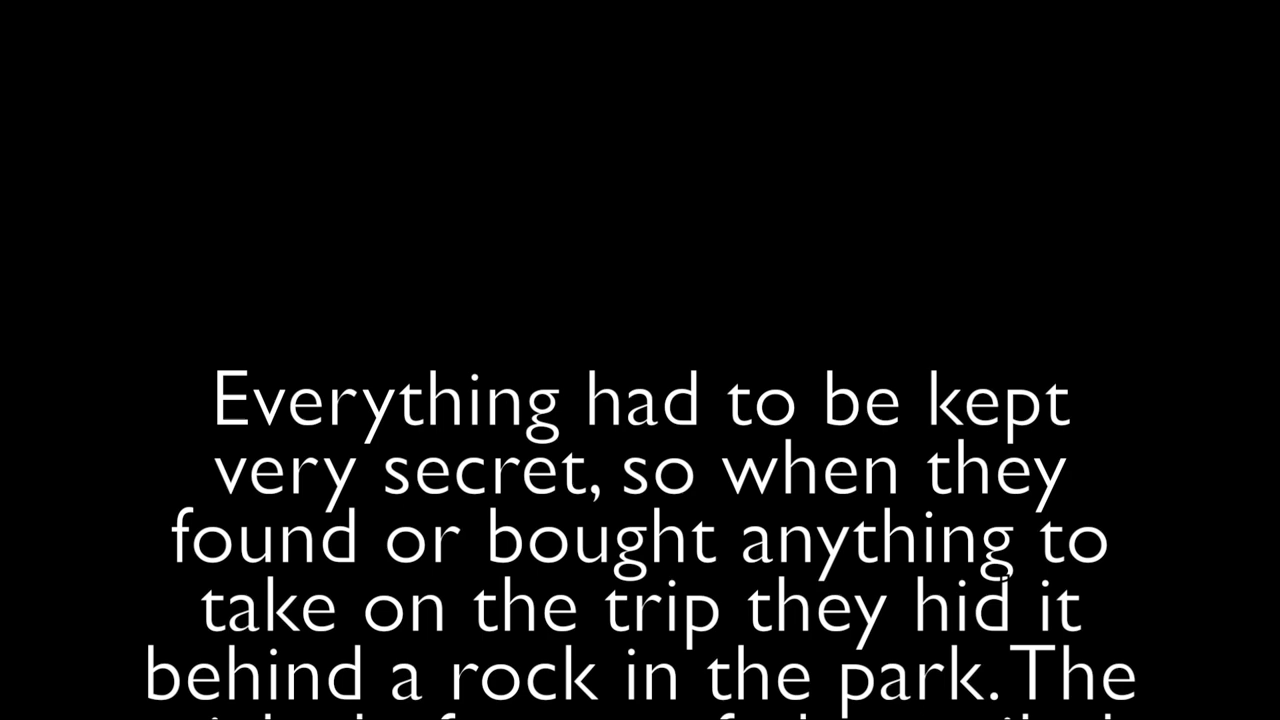 Everything had to be kept
very secret, so when they
found or bought anything to
take on the trip they hid it
behind a rock in the park. The